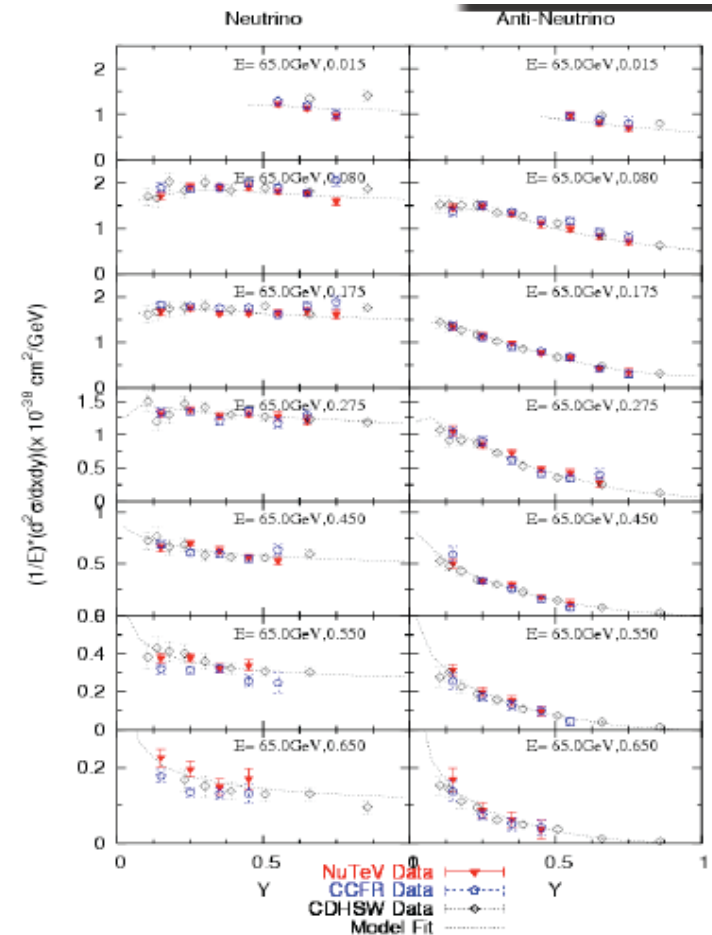 Neutrino Anti-Neutrino
E= 65.0GeV,0.015 E= 65.0GeV,0.015
2
1
0
E= 65.0GeV,0.080 E= 65.0GeV,0.080
2
1
0
E= 65.0GeV,0.175 E= 65.0GeV,0.175
2
1
0
E= 65.0GeV,0.275 E= 65.0GeV,0.275
1.5
1
0.5
0
E= 65.0GeV,0.450 E= 65.0GeV,0.450
1
0.5
E= 65.0GeV,0.550 E= 65.0GeV,0.550
0.4
0.2
0
E= 65.0GeV,0.650 E= 65.0GeV,0.650
0.2
0
(1/E)*(d²σ/dxdy)(x 10⁻³⁸ cm²/GeV)
0 0.5 0.5 1
Y Y
NuTeV Data
CCFR Data
CDHSW Data
Model Fit